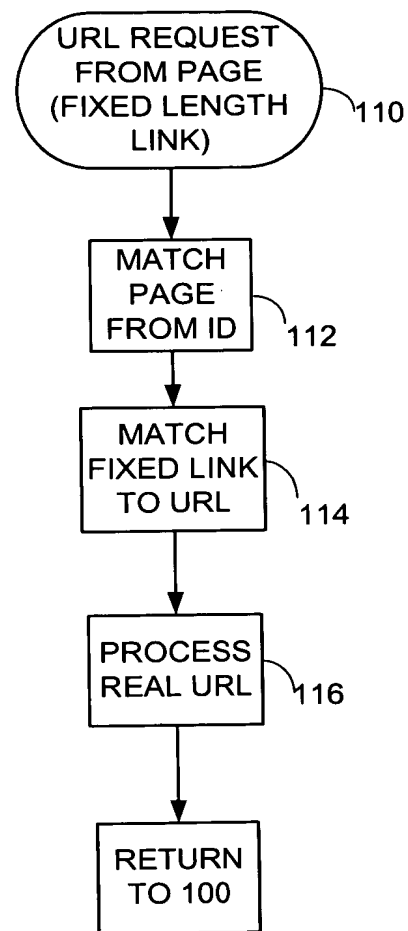 URL REQUEST
FROM PAGE
(FIXED LENGTH
LINK)
110
MATCH
PAGE
FROM ID
112
MATCH
FIXED LINK
TO URL
114
PROCESS
REAL URL
116
RETURN
TO 100